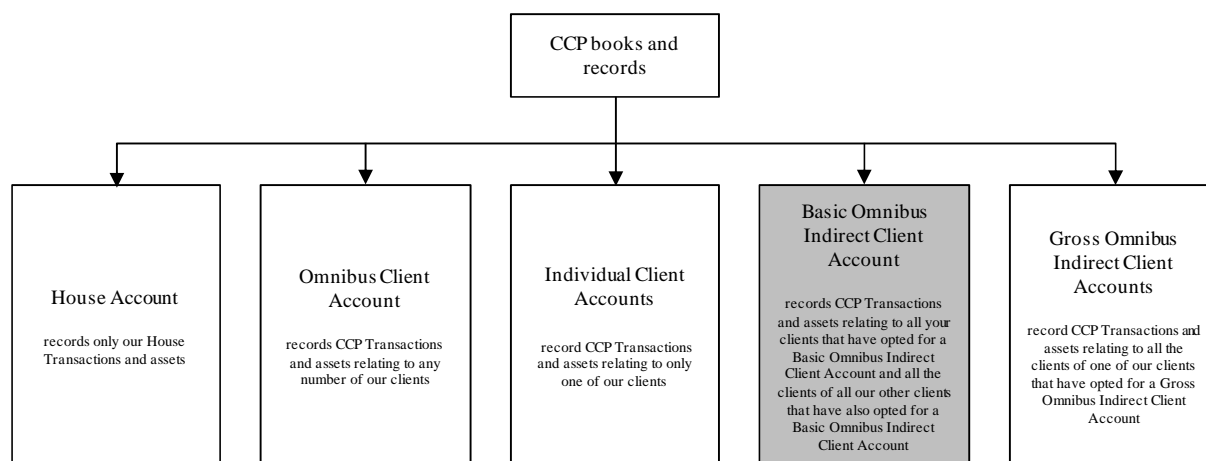 CCP books and
records
House Account
records only our House
Transactions and assets
Omnibus Client
Account
records CCP Transactions
and assets relating to any
number of our clients
Individual Client
Accounts
record CCP Transactions
and assets relating to only
one of our clients
Basic Omnibus
Indirect Client
Account
records CCP Transactions
and assets relating to all your
clients that have opted for a
Basic Omnibus Indirect
Client Account and all the
clients of all our other clients
that have also opted for a
Basic Omnibus Indirect
Client Account
Gross Omnibus
Indirect Client
Accounts
record CCP Transactions and
assets relating to all the
clients of one of our clients
that have opted for a Gross
Omnibus Indirect Client
Account